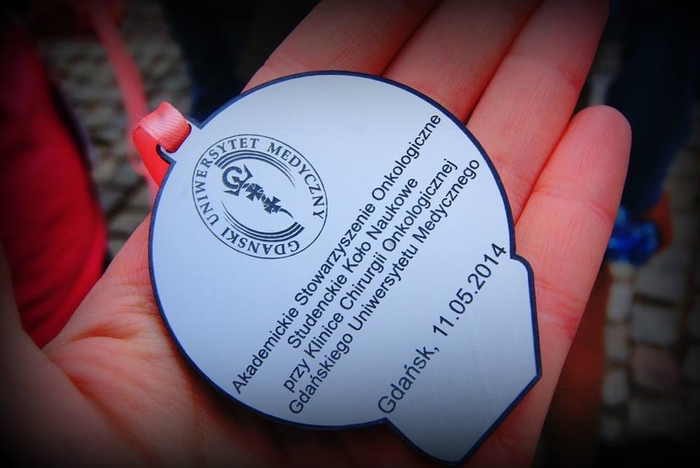 GDAŃSKI UNIWERSYTET MEDYCZNY
Akademickie Stowarzyszenie Onkologiczne
Studenckie Koło Naukowe
przy Klinice Chirurgii Onkologicznej
Gdańskiego Uniwersytetu Medycznego
Gdańsk, 11.05.2014